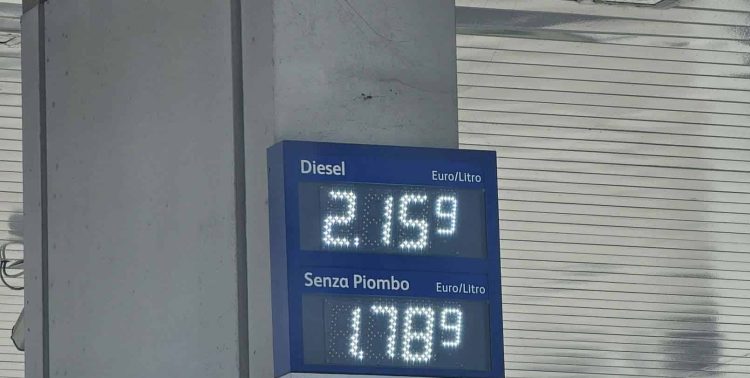 Diesel Euro/Litro
2.159
Senza Piombo Euro/Litro
1.789